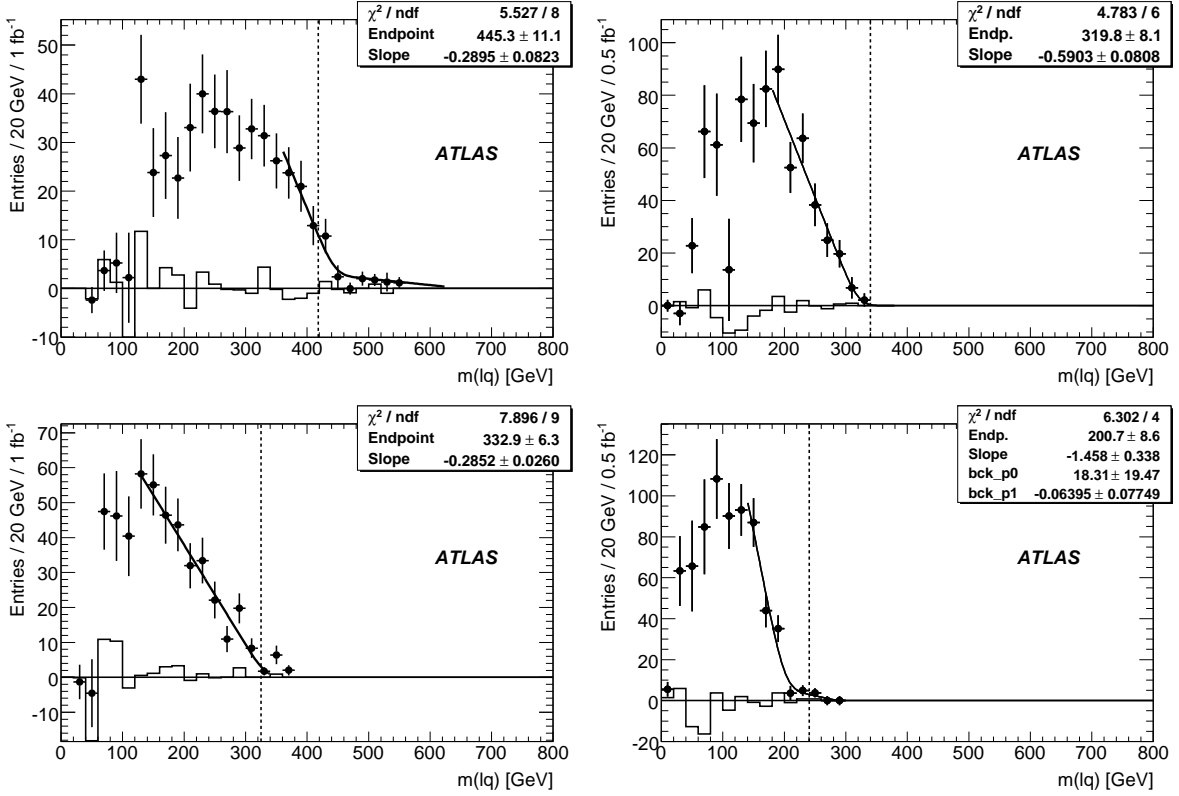 χ² / ndf 5.527 / 8
Endpoint 445.3 ± 11.1
Slope -0.2895 ± 0.0823
Entries / 20 GeV / 1 fb⁻¹
50
40
30
20
10
0
-10
ATLAS
0 100 200 300 400 500 600 700 800
m(lq) [GeV]
χ² / ndf 4.783 / 6
Endp. 319.8 ± 8.1
Slope -0.5903 ± 0.0808
Entries / 20 GeV / 0.5 fb⁻¹
100
80
60
40
20
0
ATLAS
0 100 200 300 400 500 600 700 800
m(lq) [GeV]
χ² / ndf 7.896 / 9
Endpoint 332.9 ± 6.3
Slope -0.2852 ± 0.0260
Entries / 20 GeV / 1 fb⁻¹
70
60
50
40
30
20
10
0
-10
ATLAS
0 100 200 300 400 500 600 700 800
m(lq) [GeV]
χ² / ndf 6.302 / 4
Endp. 200.7 ± 8.6
Slope -1.458 ± 0.338
bck_p0 18.31 ± 19.47
bck_p1 -0.06395 ± 0.07749
Entries / 20 GeV / 0.5 fb⁻¹
120
100
80
60
40
20
0
-20
ATLAS
0 100 200 300 400 500 600 700 800
m(lq) [GeV]